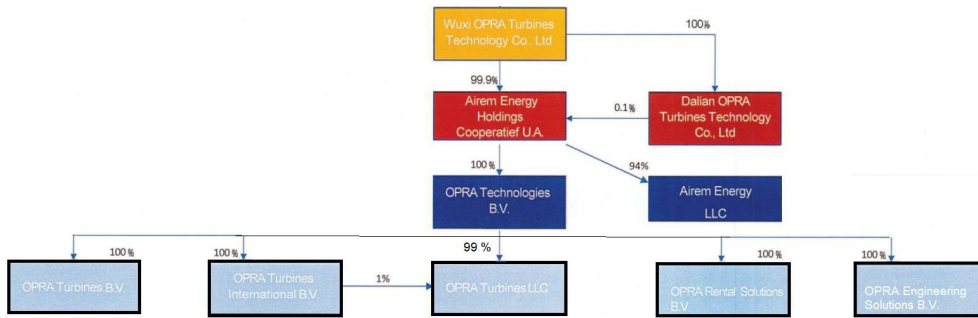 Wuxi OPRA Turbines
Technology Co., Ltd
100%
99.9%
Airem Energy
Holdings
Cooperatief U.A.
0.1%
Dalian OPRA
Turbines Technology
Co., Ltd
100%
94%
OPRA Technologies
B.V.
Airem Energy
LLC
100%
100%
99 %
100%
100%
OPRA Turbines B.V.
OPRA Turbines
International B.V.
1%
OPRA Turbines LLC
OPRA Rental Solutions
B.V.
OPRA Engineering
Solutions B.V.